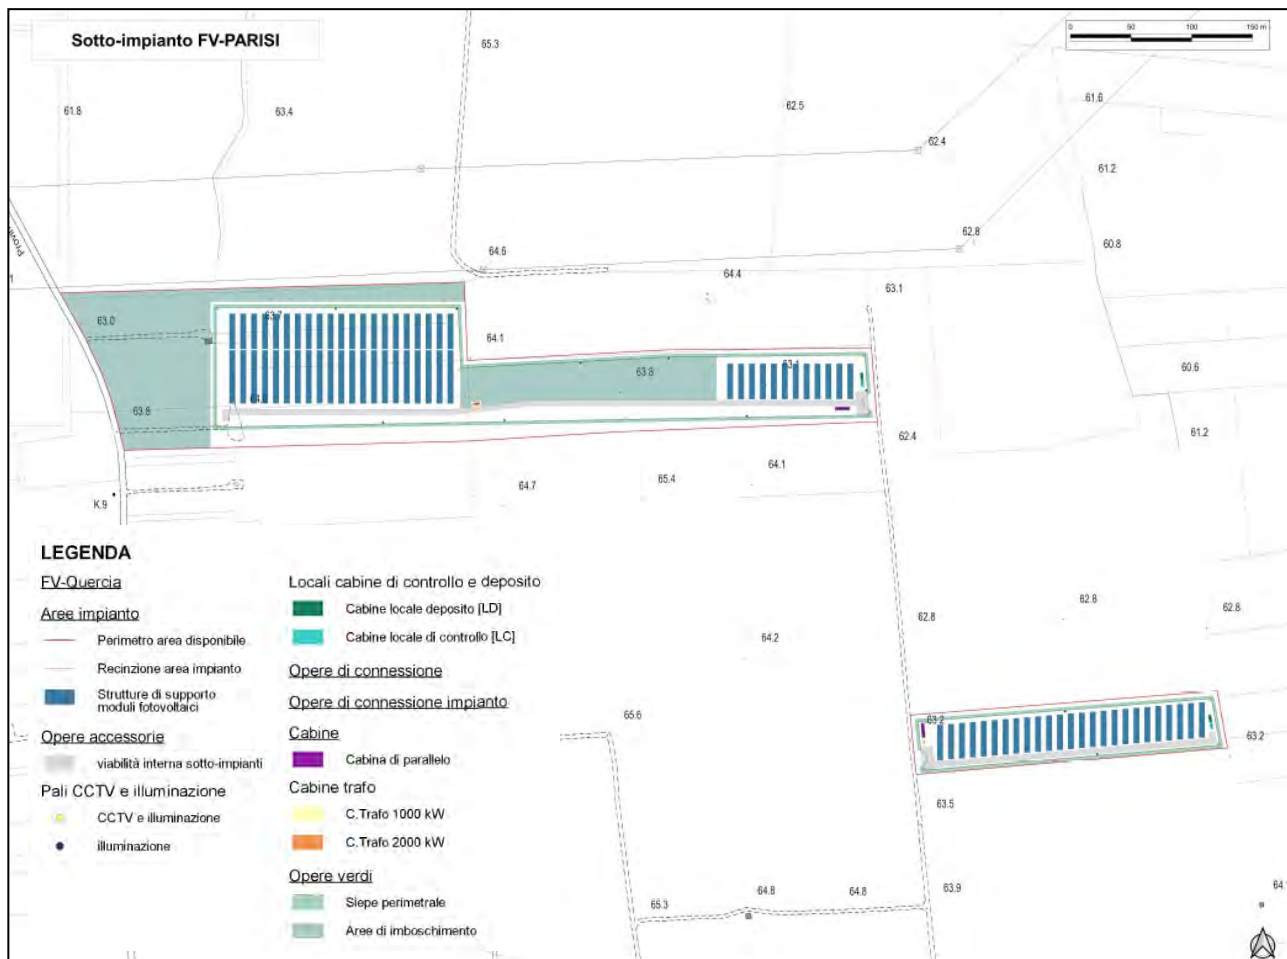 Sotto-impianto FV-PARISI
0 50 100 150 m
65.3
61.8
63.4
62.5
61.6
62.4
61.2
62.8
60.8
64.6
64.4
63.1
63.0
63.7
64.1
63.1
63.8
60.6
63.8
62.4
61.2
64.1
65.4
64.7
K.9
LEGENDA
FV-Quercia
Aree impianto
Perimetro area disponibile
Recinzione area impianto
Strutture di supporto
moduli fotovoltaici
Opere accessorie
viabilità interna sotto-impianti
Pali CCTV e illuminazione
CCTV e illuminazione
illuminazione
Locali cabine di controllo e deposito
Cabine locale deposito [LD]
Cabine locale di controllo [LC]
Opere di connessione
Opere di connessione impianto
Cabine
Cabina di parallelo
Cabine trafo
C.Trafo 1000 kW
C.Trafo 2000 kW
Opere verdi
Siepe perimetrale
Aree di imboschimento
62.8
62.8
62.8
64.2
65.6
63.2
63.2
63.5
65.3
64.8
64.8
63.9